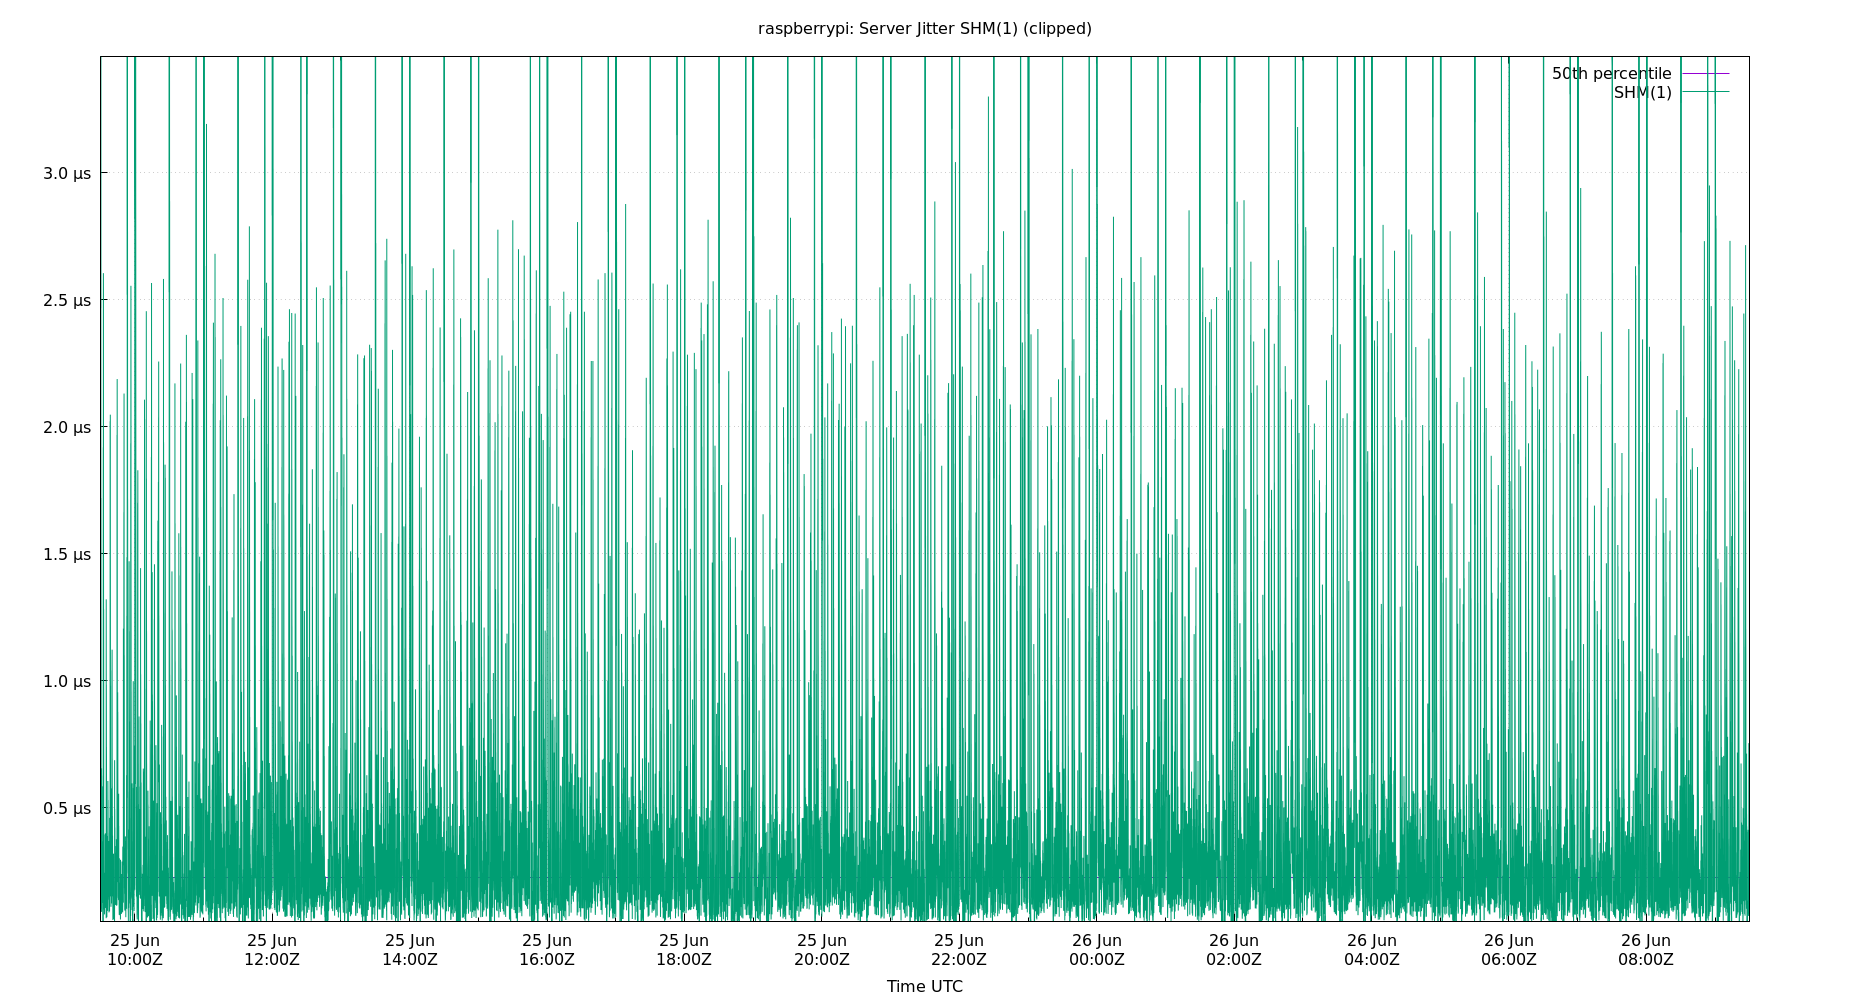 raspberrypi: Server Jitter SHM(1) (clipped)
50th percentile
SHM(1)
3.0 µs
2.5 µs
2.0 µs
1.5 µs
1.0 µs
0.5 µs
25 Jun 25 Jun 25 Jun 25 Jun 25 Jun 25 Jun 25 Jun 26 Jun 26 Jun 26 Jun 26 Jun 26 Jun
10:00Z 12:00Z 14:00Z 16:00Z 18:00Z 20:00Z 22:00Z 00:00Z 02:00Z 04:00Z 06:00Z 08:00Z
Time UTC